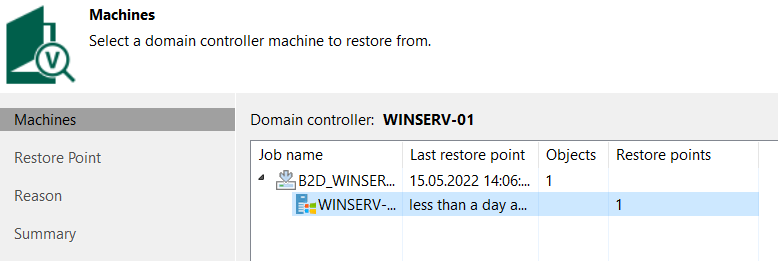 Machines
Select a domain controller machine to restore from.
Machines
Restore Point
Reason
Summary
Domain controller: WINSERV-01
Job name Last restore point Objects Restore points
B2D_WINSER... 15.05.2022 14:06:... 1
WINSERV-... less than a day a... 1